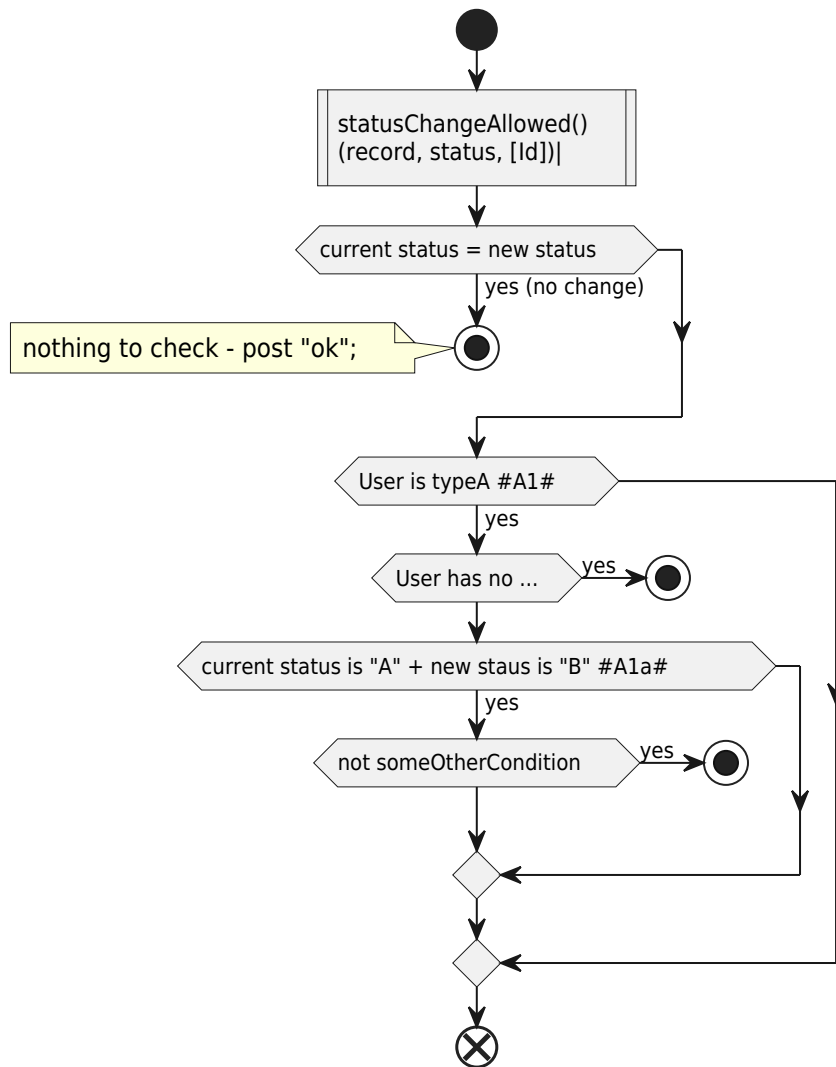 statusChangeAllowed()
(record, status, [Id])|
current status = new status
yes (no change)
nothing to check - post "ok";
User is typeA #A1#
yes
User has no ...
yes
current status is "A" + new staus is "B" #A1a#
yes
not someOtherCondition
yes